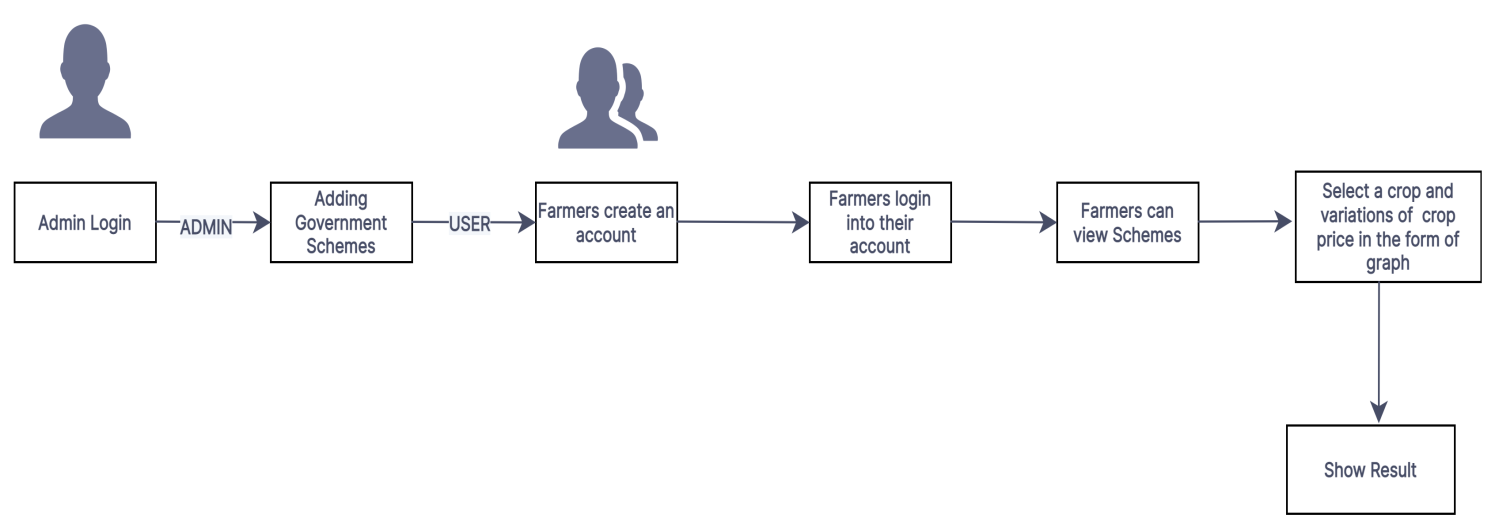 Admin Login
ADMIN
Adding
Government
Schemes
USER
Farmers create an
account
Farmers login
into their
account
Farmers can
view Schemes
Select a crop and
variations of  crop
price in the form of
graph
Show Result